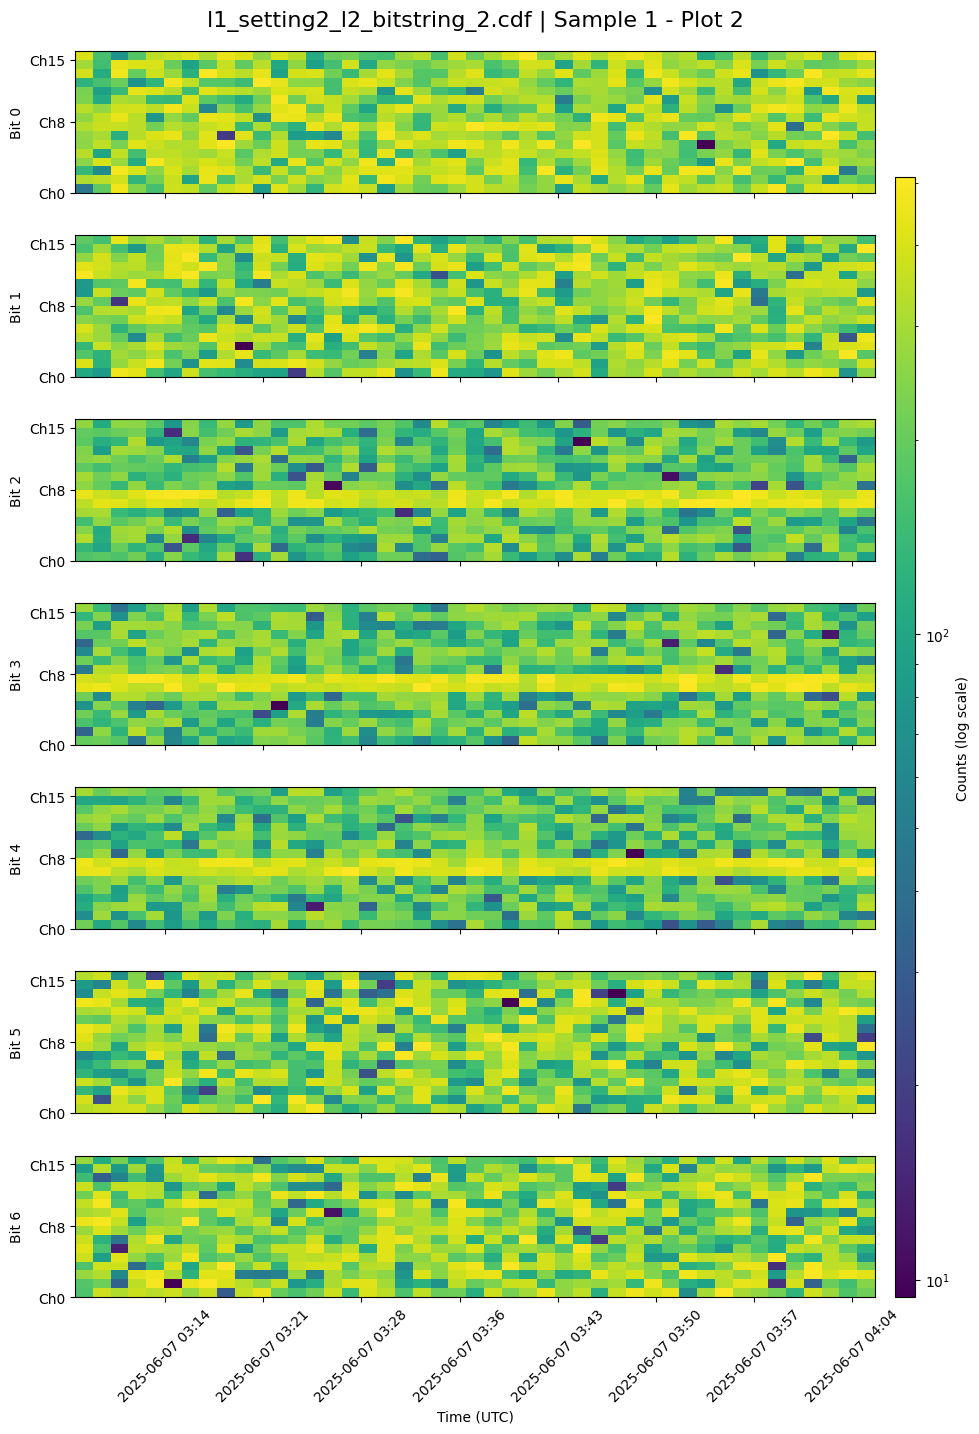 l1_setting2_l2_bitstring_2.cdf | Sample 1 - Plot 2
Bit 0
Ch15
Ch8
Ch0
Bit 1
Ch15
Ch8
Ch0
Bit 2
Ch15
Ch8
Ch0
Bit 3
Ch15
Ch8
Ch0
Bit 4
Ch15
Ch8
Ch0
Bit 5
Ch15
Ch8
Ch0
Bit 6
Ch15
Ch8
Ch0
2025-06-07 03:14
2025-06-07 03:21
2025-06-07 03:28
2025-06-07 03:36
2025-06-07 03:43
2025-06-07 03:50
2025-06-07 03:57
2025-06-07 04:04
Time (UTC)
10²
10¹
Counts (log scale)